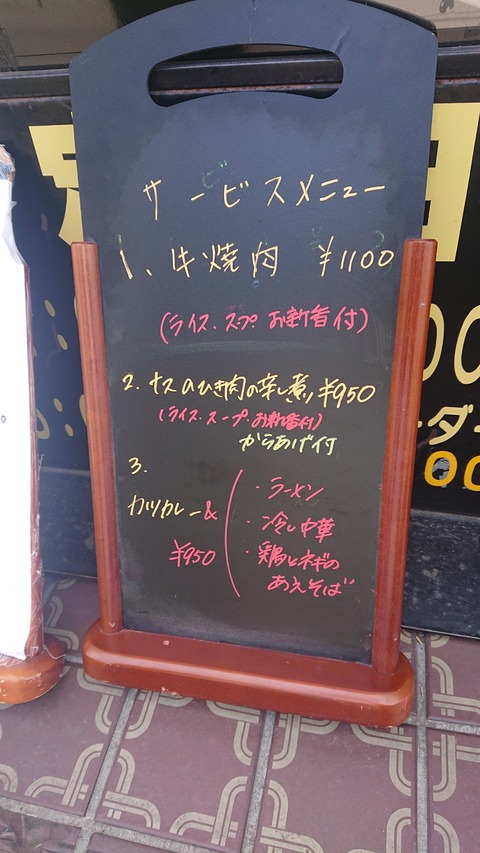 サービスメニュー
1、牛焼肉 ¥1100
(ライス、スープ お新香付)
2. ナスのひき肉の辛し煮 ¥950
(ライス、スープ、お新香付)
からあげ付
3.
カツカレー&
¥950
・ラーメン
・冷し中華
・鶏とネギの
あえそば